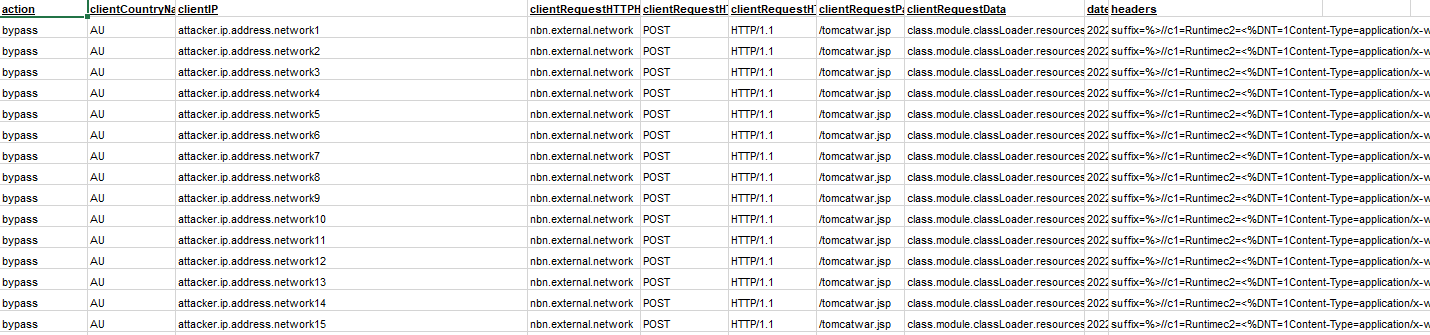 action clientCountryNa clientIP clientRequestHTTPH clientRequestHT clientRequestHT clientRequestPa clientRequestData date headers
bypass AU attacker.ip.address.network1 nbn.external.network POST HTTP/1.1 /tomcatwar.jsp class.module.classLoader.resources 2022 suffix=%>//c1=Runtimec2=<%DNT=1Content-Type=application/x-w
bypass AU attacker.ip.address.network2 nbn.external.network POST HTTP/1.1 /tomcatwar.jsp class.module.classLoader.resources 2022 suffix=%>//c1=Runtimec2=<%DNT=1Content-Type=application/x-w
bypass AU attacker.ip.address.network3 nbn.external.network POST HTTP/1.1 /tomcatwar.jsp class.module.classLoader.resources 2022 suffix=%>//c1=Runtimec2=<%DNT=1Content-Type=application/x-w
bypass AU attacker.ip.address.network4 nbn.external.network POST HTTP/1.1 /tomcatwar.jsp class.module.classLoader.resources 2022 suffix=%>//c1=Runtimec2=<%DNT=1Content-Type=application/x-w
bypass AU attacker.ip.address.network5 nbn.external.network POST HTTP/1.1 /tomcatwar.jsp class.module.classLoader.resources 2022 suffix=%>//c1=Runtimec2=<%DNT=1Content-Type=application/x-w
bypass AU attacker.ip.address.network6 nbn.external.network POST HTTP/1.1 /tomcatwar.jsp class.module.classLoader.resources 2022 suffix=%>//c1=Runtimec2=<%DNT=1Content-Type=application/x-w
bypass AU attacker.ip.address.network7 nbn.external.network POST HTTP/1.1 /tomcatwar.jsp class.module.classLoader.resources 2022 suffix=%>//c1=Runtimec2=<%DNT=1Content-Type=application/x-w
bypass AU attacker.ip.address.network8 nbn.external.network POST HTTP/1.1 /tomcatwar.jsp class.module.classLoader.resources 2022 suffix=%>//c1=Runtimec2=<%DNT=1Content-Type=application/x-w
bypass AU attacker.ip.address.network9 nbn.external.network POST HTTP/1.1 /tomcatwar.jsp class.module.classLoader.resources 2022 suffix=%>//c1=Runtimec2=<%DNT=1Content-Type=application/x-w
bypass AU attacker.ip.address.network10 nbn.external.network POST HTTP/1.1 /tomcatwar.jsp class.module.classLoader.resources 2022 suffix=%>//c1=Runtimec2=<%DNT=1Content-Type=application/x-w
bypass AU attacker.ip.address.network11 nbn.external.network POST HTTP/1.1 /tomcatwar.jsp class.module.classLoader.resources 2022 suffix=%>//c1=Runtimec2=<%DNT=1Content-Type=application/x-w
bypass AU attacker.ip.address.network12 nbn.external.network POST HTTP/1.1 /tomcatwar.jsp class.module.classLoader.resources 2022 suffix=%>//c1=Runtimec2=<%DNT=1Content-Type=application/x-w
bypass AU attacker.ip.address.network13 nbn.external.network POST HTTP/1.1 /tomcatwar.jsp class.module.classLoader.resources 2022 suffix=%>//c1=Runtimec2=<%DNT=1Content-Type=application/x-w
bypass AU attacker.ip.address.network14 nbn.external.network POST HTTP/1.1 /tomcatwar.jsp class.module.classLoader.resources 2022 suffix=%>//c1=Runtimec2=<%DNT=1Content-Type=application/x-w
bypass AU attacker.ip.address.network15 nbn.external.network POST HTTP/1.1 /tomcatwar.jsp class.module.classLoader.resources 2022 suffix=%>//c1=Runtimec2=<%DNT=1Content-Type=application/x-w